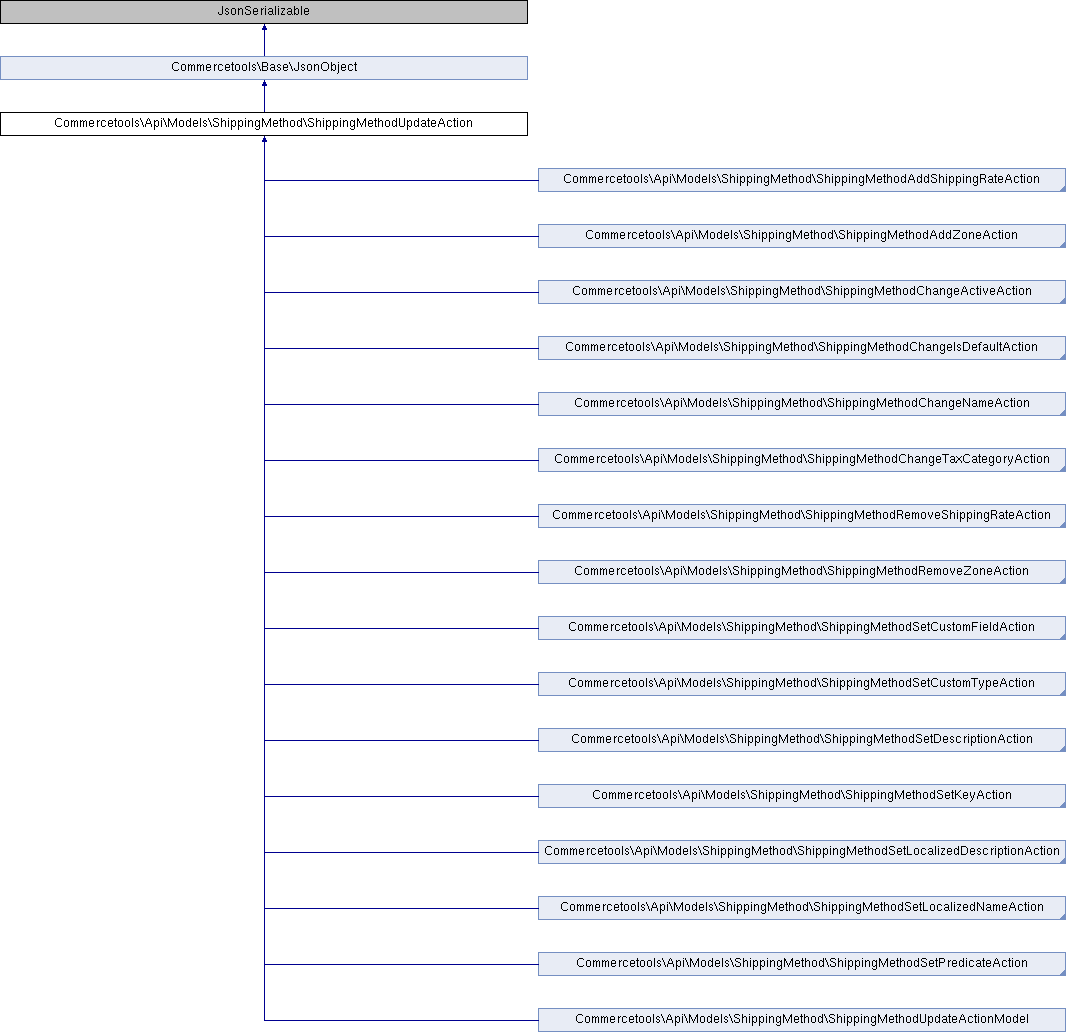 JsonSerializable
Commercetools\Base\JsonObject
Commercetools\Api\Models\ShippingMethod\ShippingMethodUpdateAction
Commercetools\Api\Models\ShippingMethod\ShippingMethodAddShippingRateAction
Commercetools\Api\Models\ShippingMethod\ShippingMethodAddZoneAction
Commercetools\Api\Models\ShippingMethod\ShippingMethodChangeActiveAction
Commercetools\Api\Models\ShippingMethod\ShippingMethodChangeIsDefaultAction
Commercetools\Api\Models\ShippingMethod\ShippingMethodChangeNameAction
Commercetools\Api\Models\ShippingMethod\ShippingMethodChangeTaxCategoryAction
Commercetools\Api\Models\ShippingMethod\ShippingMethodRemoveShippingRateAction
Commercetools\Api\Models\ShippingMethod\ShippingMethodRemoveZoneAction
Commercetools\Api\Models\ShippingMethod\ShippingMethodSetCustomFieldAction
Commercetools\Api\Models\ShippingMethod\ShippingMethodSetCustomTypeAction
Commercetools\Api\Models\ShippingMethod\ShippingMethodSetDescriptionAction
Commercetools\Api\Models\ShippingMethod\ShippingMethodSetKeyAction
Commercetools\Api\Models\ShippingMethod\ShippingMethodSetLocalizedDescriptionAction
Commercetools\Api\Models\ShippingMethod\ShippingMethodSetLocalizedNameAction
Commercetools\Api\Models\ShippingMethod\ShippingMethodSetPredicateAction
Commercetools\Api\Models\ShippingMethod\ShippingMethodUpdateActionModel